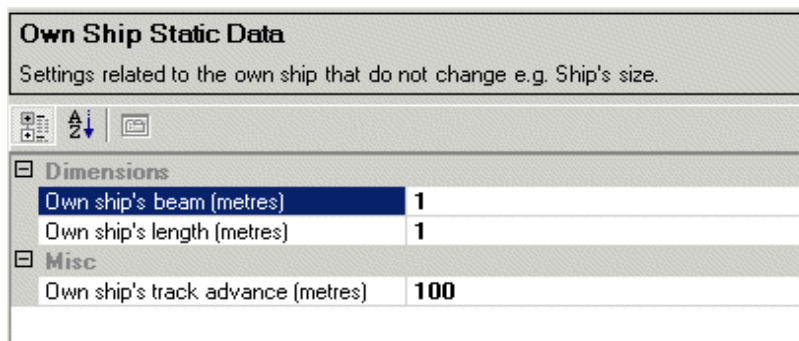 Own Ship Static Data
Settings related to the own ship that do not change e.g. Ship's size.
Dimensions
Own ship's beam (metres) 1
Own ship's length (metres) 1
Misc
Own ship's track advance (metres) 100